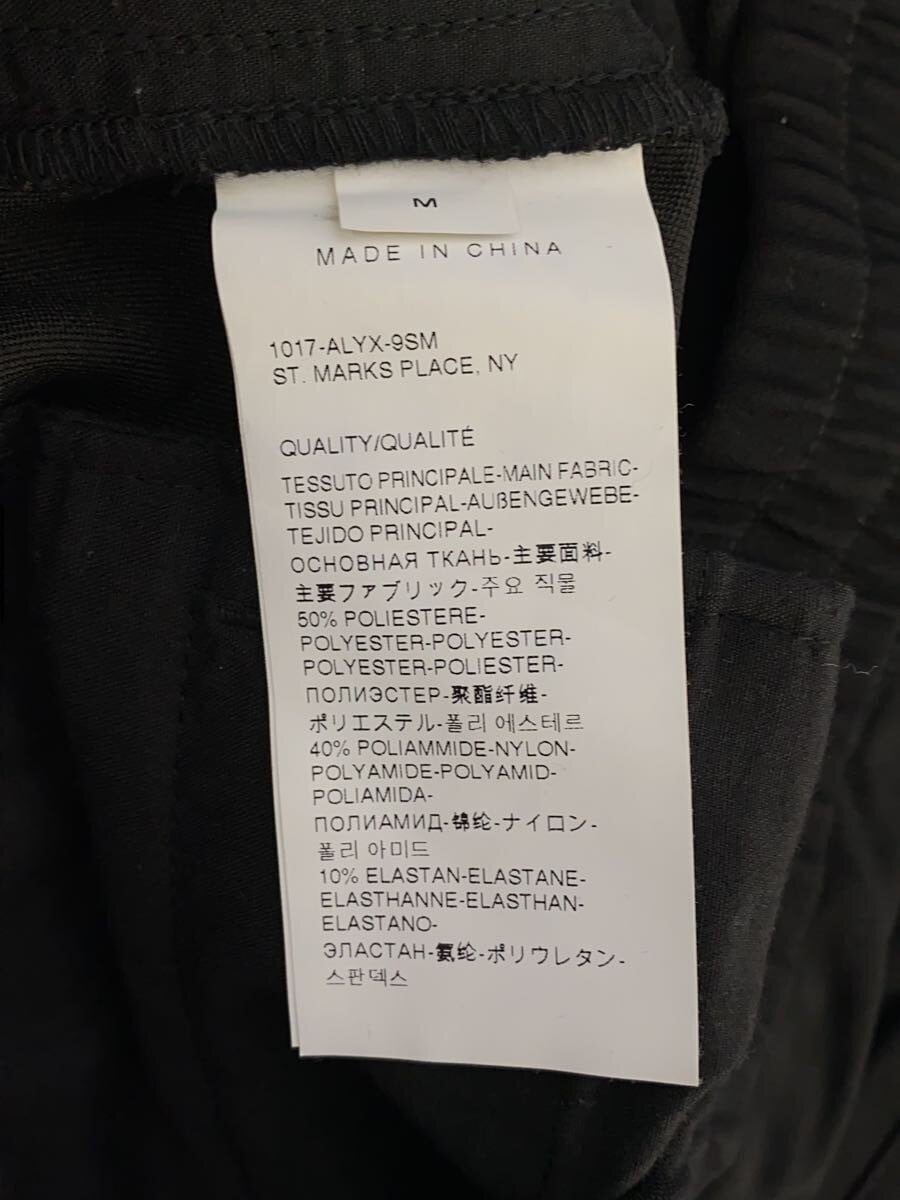 M
MADE IN CHINA
1017-ALYX-9SM
ST. MARKS PLACE, NY
QUALITY/QUALITÉ
TESSUTO PRINCIPALE-MAIN FABRIC-
TISSU PRINCIPAL-AUßENGEWEBE-
TEJIDO PRINCIPAL-
ОСНОВНАЯ ТКАНЬ-主要面料-
主要ファブリック-주요 직물
50% POLIESTERE-
POLYESTER-POLYESTER-
POLYESTER-POLIESTER-
ПОЛИЭСТЕР-聚酯纤维-
ポリエステル-폴리 에스테르
40% POLIAMMIDE-NYLON-
POLYAMIDE-POLYAMID-
POLIAMIDA-
ПОЛИАМИД-锦纶-ナイロン-
폴리 아미드
10% ELASTAN-ELASTANE-
ELASTHANNE-ELASTHAN-
ELASTANO-
ЭЛАСТАН-氨纶-ポリウレタン-
스판덱스